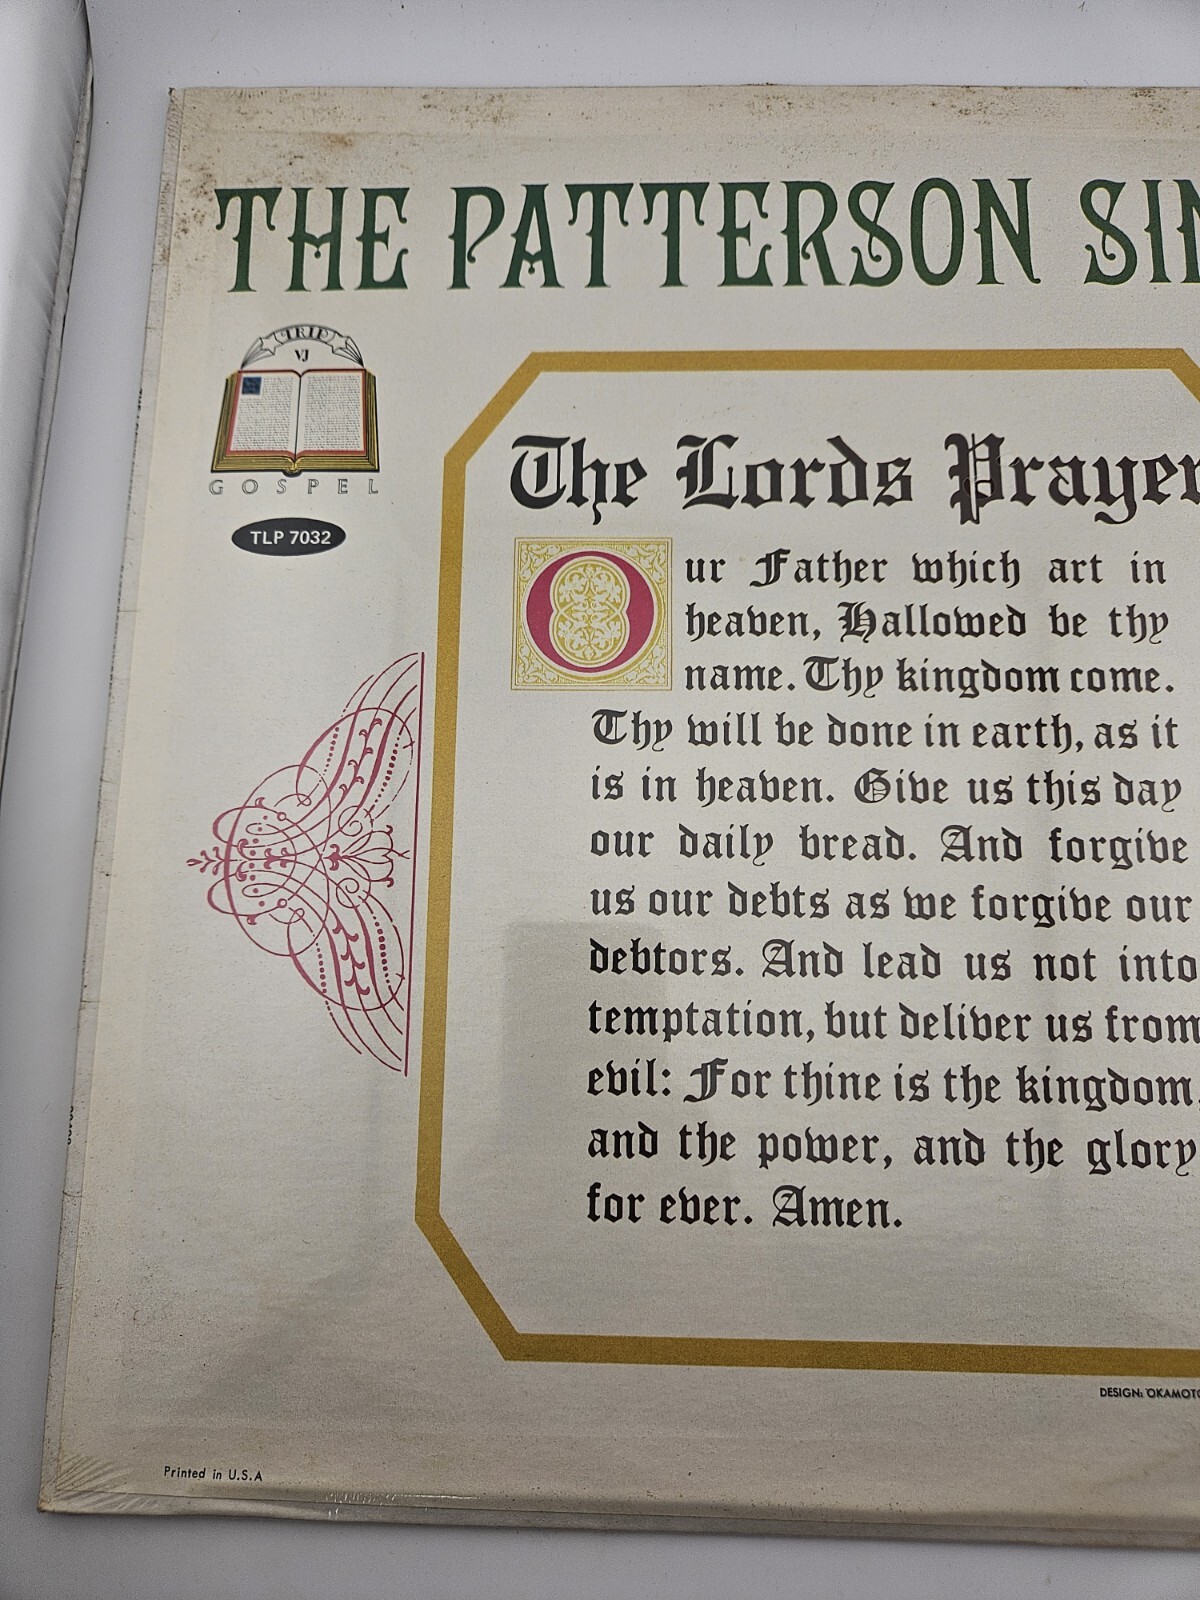 THE PATTERSON SIN
TRIP
VJ
GOSPEL
TLP 7032
The Lords Prayer
Our Father which art in
heaven, Hallowed be thy
name. Thy kingdom come.
Thy will be done in earth, as it
is in heaven. Give us this day
our daily bread. And forgive
us our debts as we forgive our
debtors. And lead us not into
temptation, but deliver us from
evil: For thine is the kingdom,
and the power, and the glory
for ever. Amen.
DESIGN: OKAMOTO
Printed in U.S.A